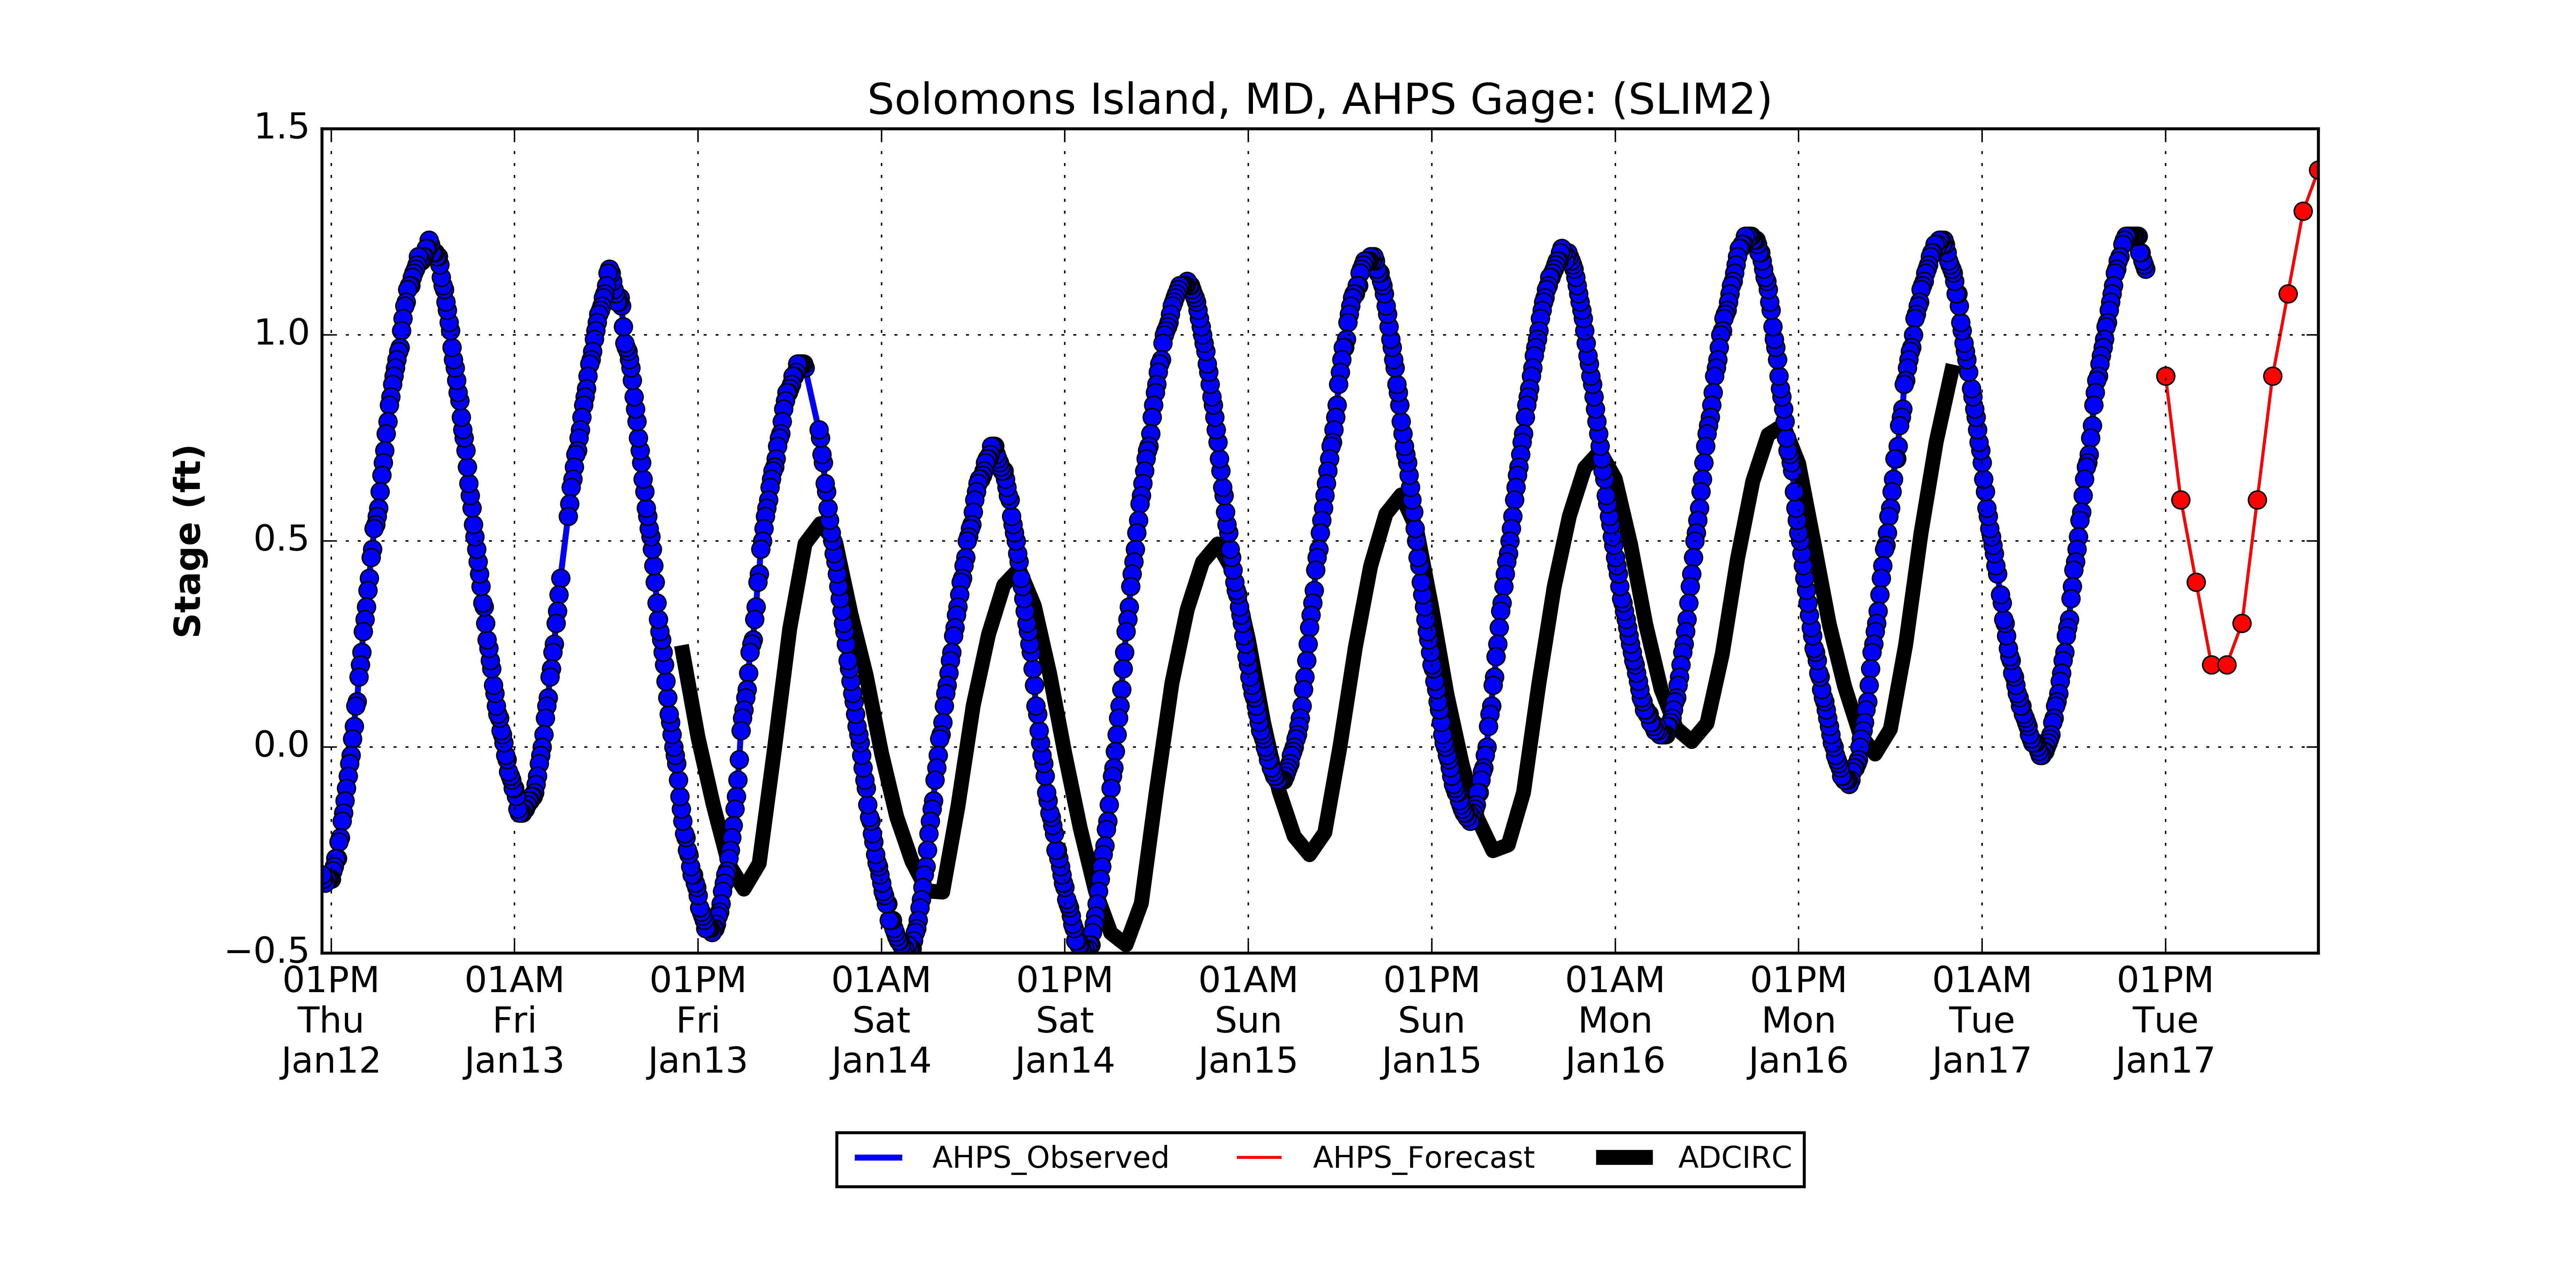 Solomons Island, MD, AHPS Gage: (SLIM2)
Stage (ft)
1.5
1.0
0.5
0.0
−0.5
01PM 01AM 01PM 01AM 01PM 01AM 01PM 01AM 01PM 01AM 01PM
Thu Fri Fri Sat Sat Sun Sun Mon Mon Tue Tue
Jan12 Jan13 Jan13 Jan14 Jan14 Jan15 Jan15 Jan16 Jan16 Jan17 Jan17
AHPS_Observed AHPS_Forecast ADCIRC